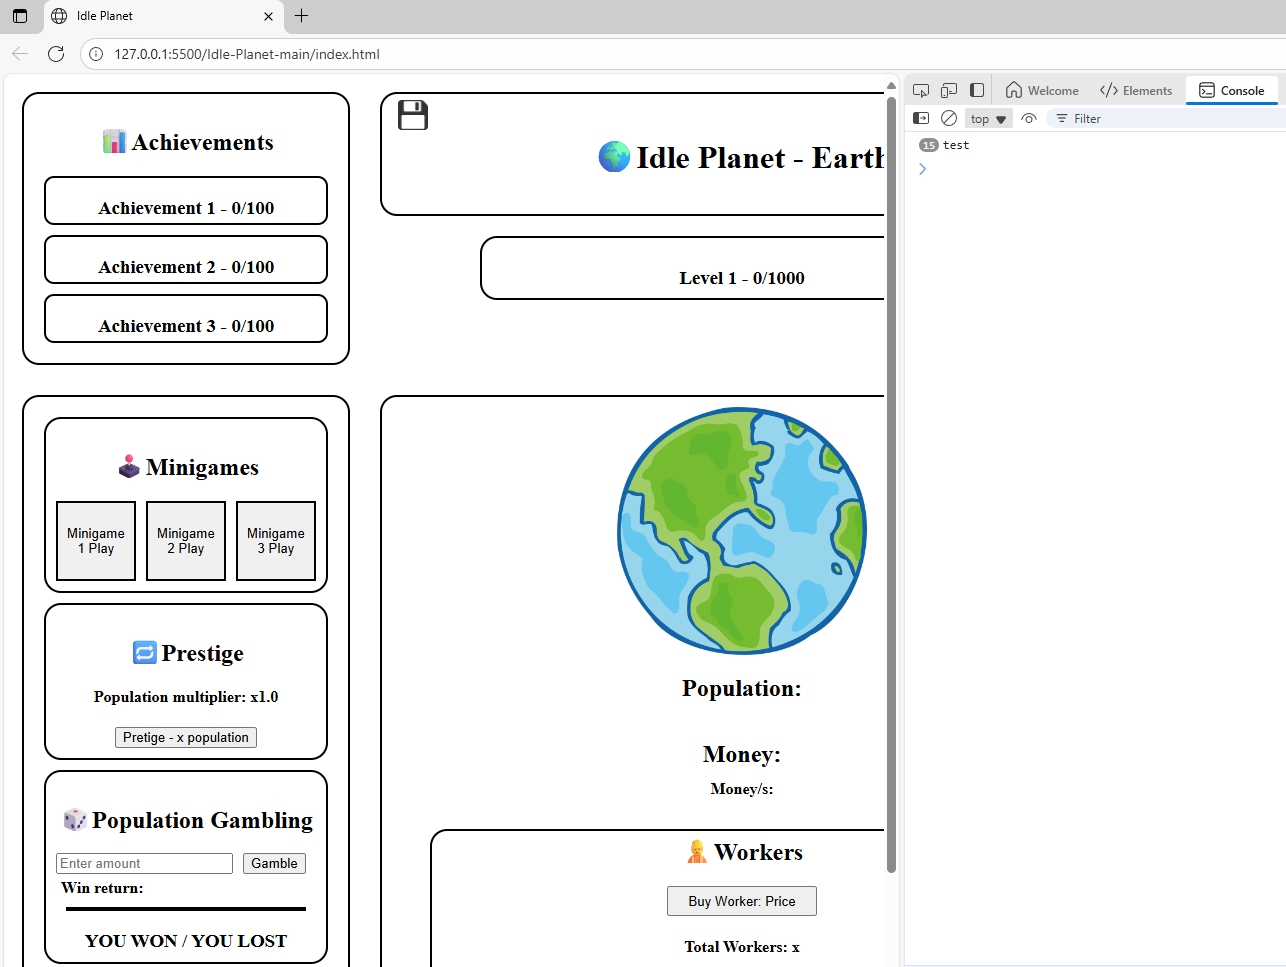 Idle Planet
127.0.0.1:5500/Idle-Planet-main/index.html
Achievements
Achievement 1 - 0/100
Achievement 2 - 0/100
Achievement 3 - 0/100
Idle Planet - Earth
Level 1 - 0/1000
Minigames
Minigame
1 Play
Minigame
2 Play
Minigame
3 Play
Prestige
Population multiplier: x1.0
Pretige - x population
Population Gambling
Enter amount
Gamble
Win return:
YOU WON / YOU LOST
Population:
Money:
Money/s:
Workers
Buy Worker: Price
Total Workers: x
Welcome
Elements
Console
top
Filter
15 test